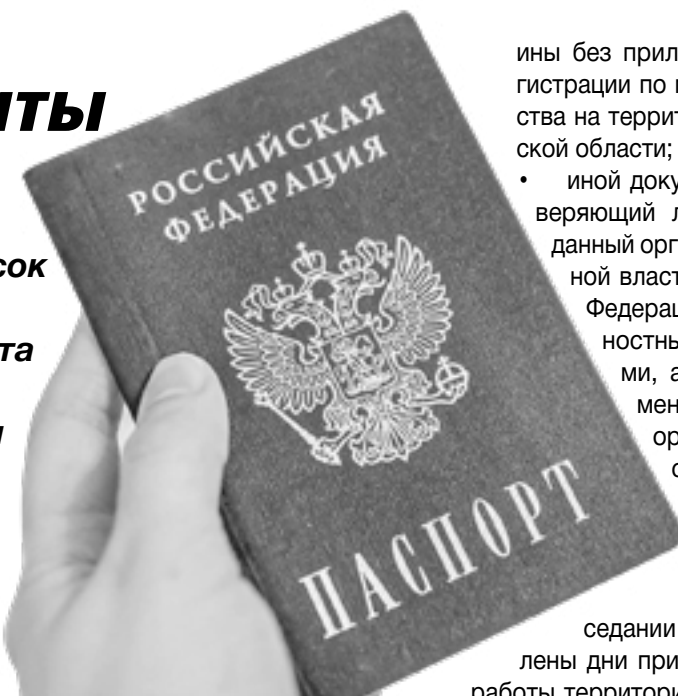 ИТЫ
сок
та
РОССИЙСКАЯ
ФЕДЕРАЦИЯ
ПАСПОРТ
ины без прил
гистрации по
ства на террит
ской области;
• иной доку
веряющий л
данный орг
ной власт
Федерац
ностны
ми, а
мен
ор
седании
лены дни при
работы территори